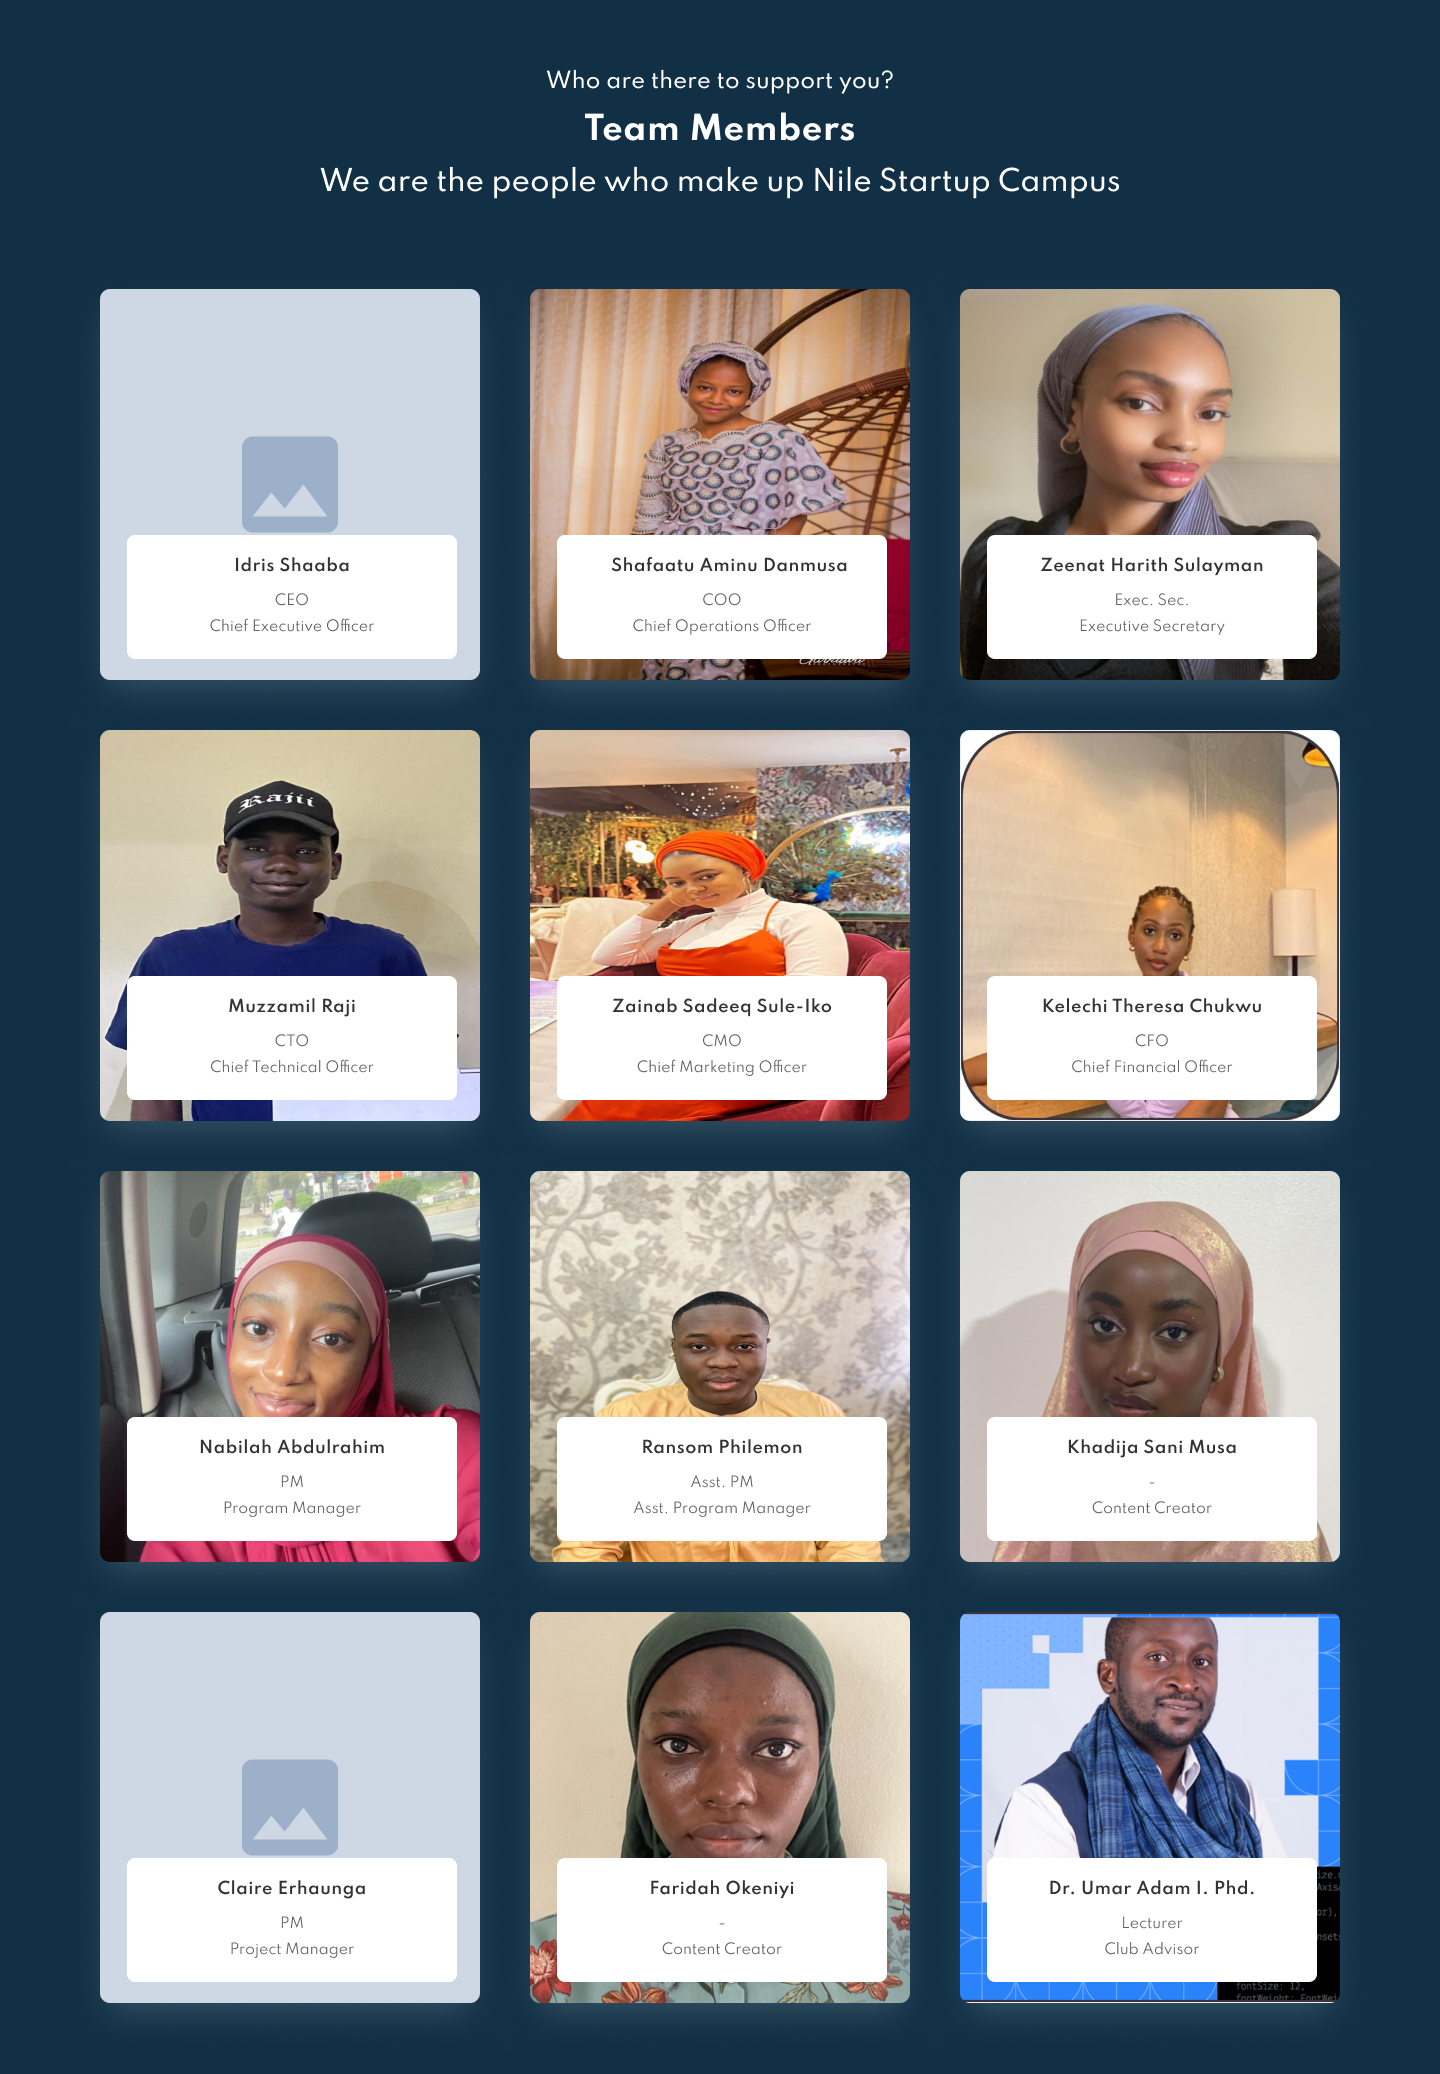 Who are there to support you?
Team Members
We are the people who make up Nile Startup Campus
Idris Shaaba
CEO
Chief Executive Officer
Shafaatu Aminu Danmusa
COO
Chief Operations Officer
Zeenat Harith Sulayman
Exec. Sec.
Executive Secretary
Rajii
Muzzamil Raji
CTO
Chief Technical Officer
Zainab Sadeeq Sule-Iko
CMO
Chief Marketing Officer
Kelechi Theresa Chukwu
CFO
Chief Financial Officer
Nabilah Abdulrahim
PM
Program Manager
Ransom Philemon
Asst. PM
Asst. Program Manager
Khadija Sani Musa
-
Content Creator
Claire Erhaunga
PM
Project Manager
Faridah Okeniyi
-
Content Creator
Dr. Umar Adam I. Phd.
Lecturer
Club Advisor
fontSize: 12,